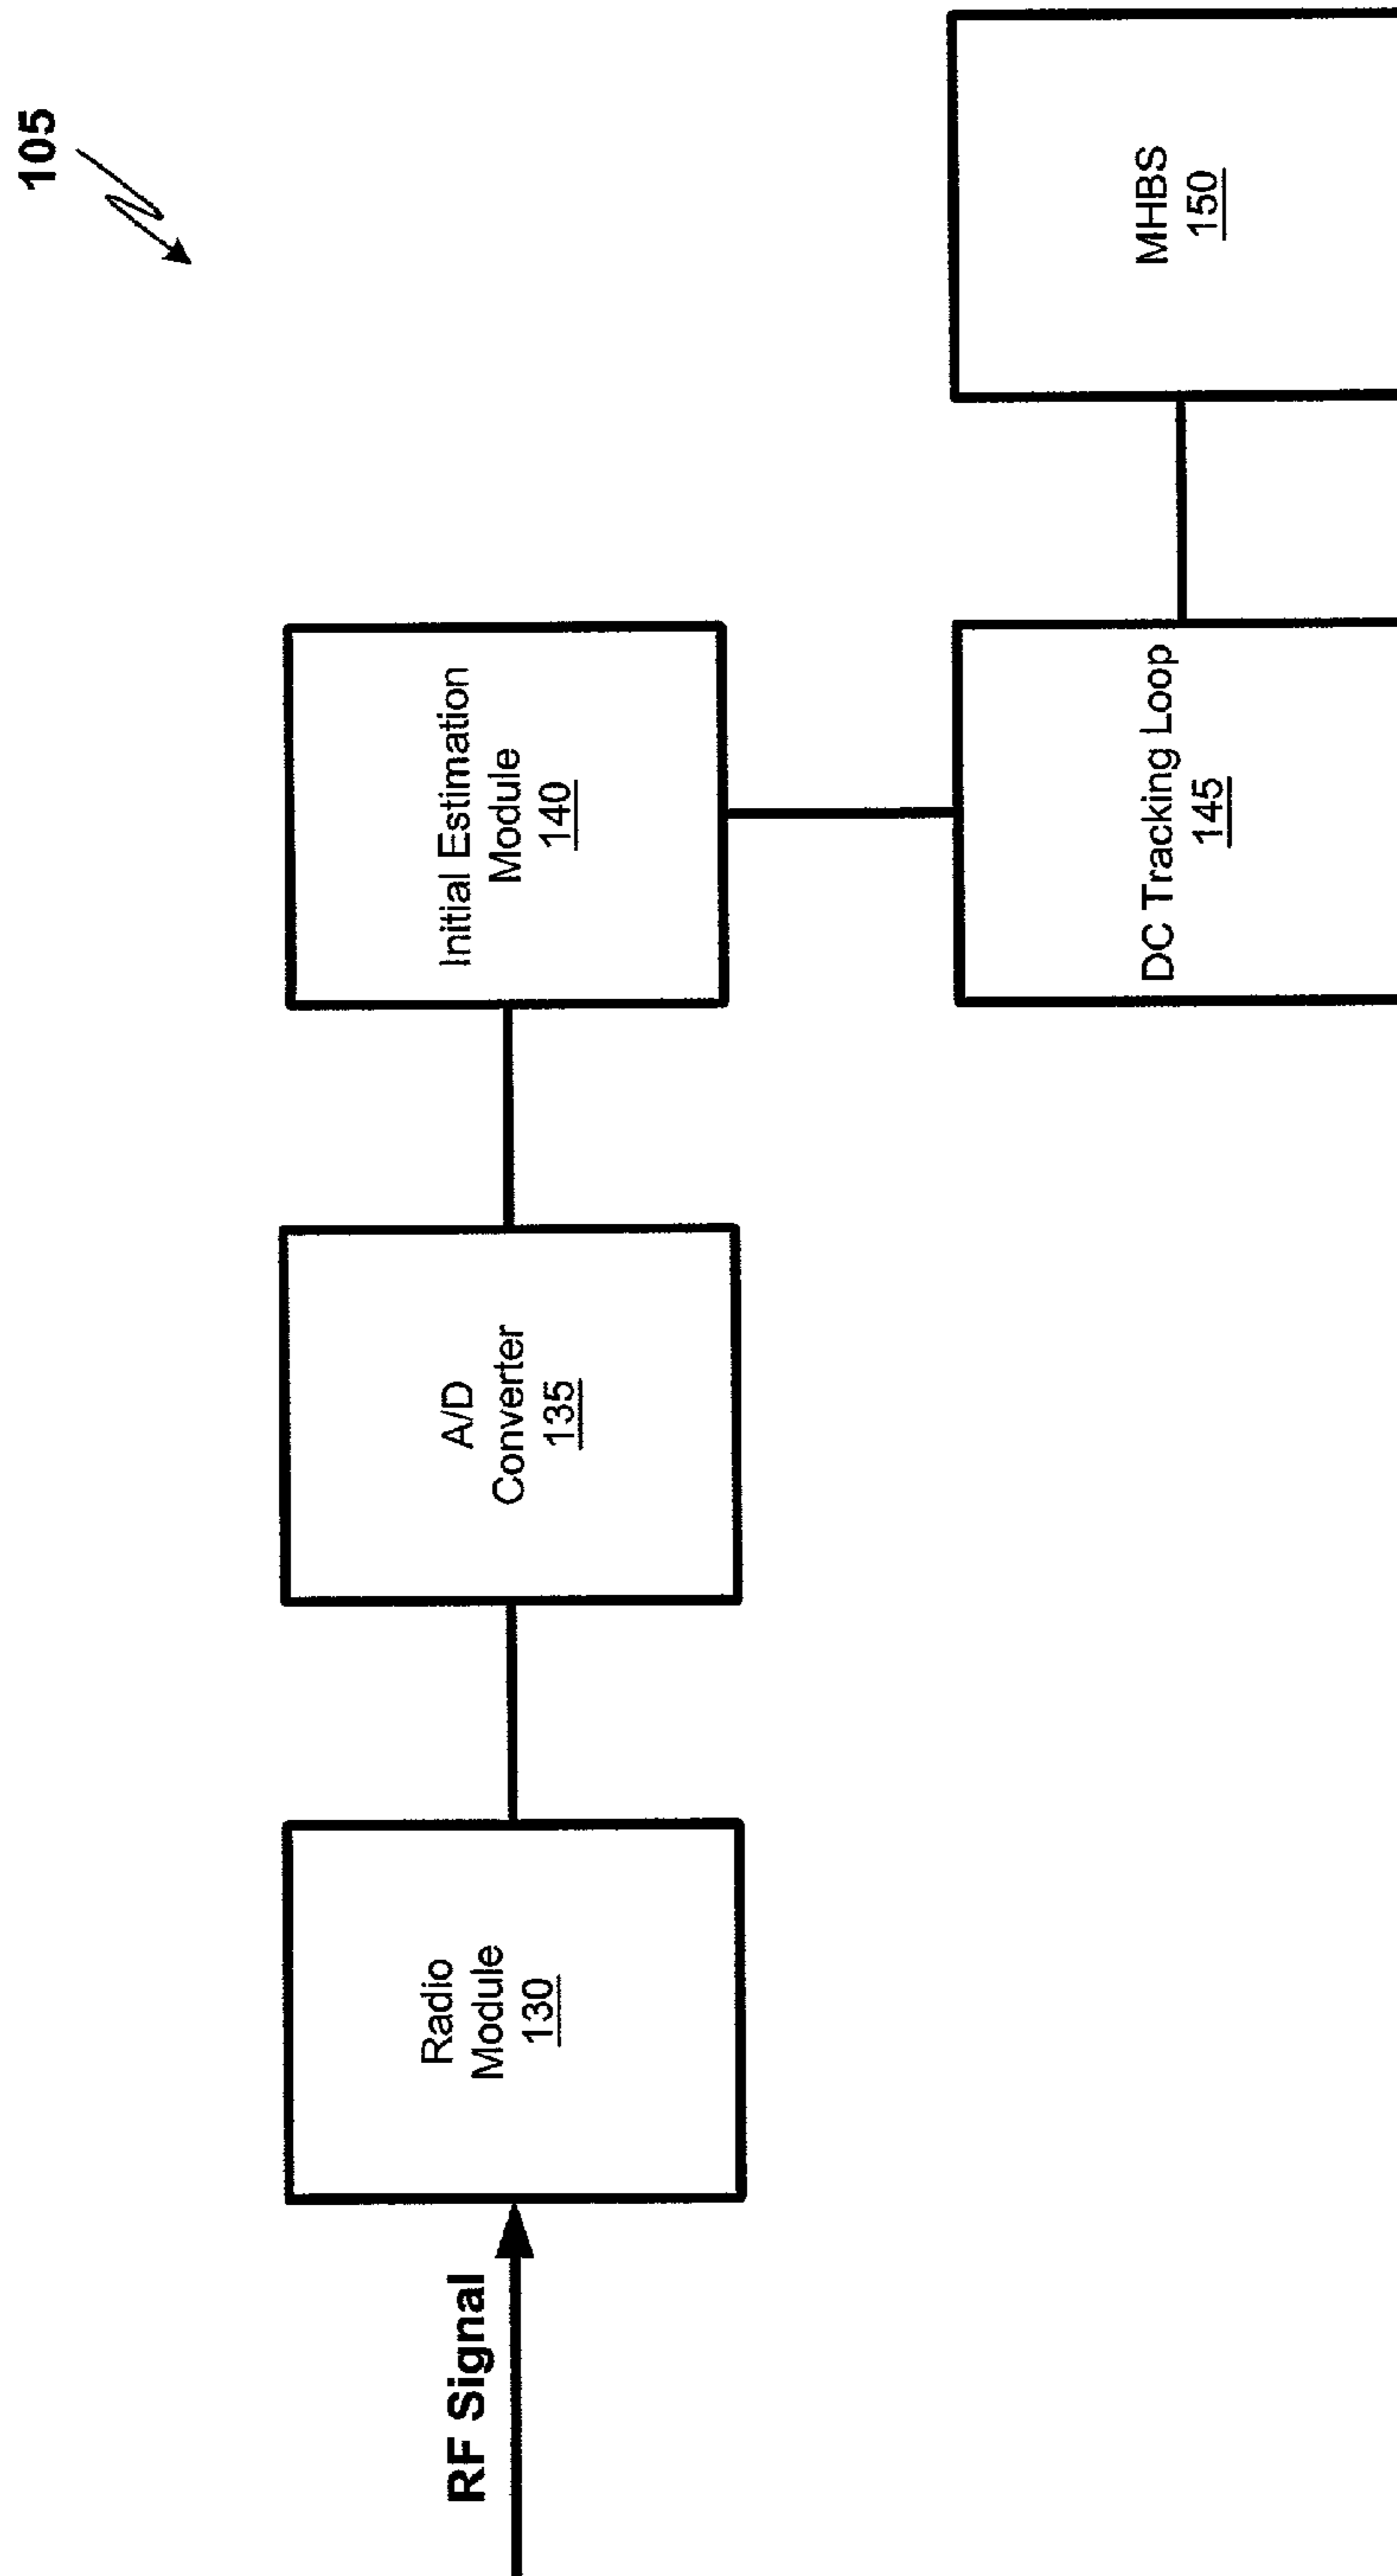 105
RF Signal
Radio
Module
130
A/D
Converter
135
Initial Estimation
Module
140
DC Tracking Loop
145
MHBS
150